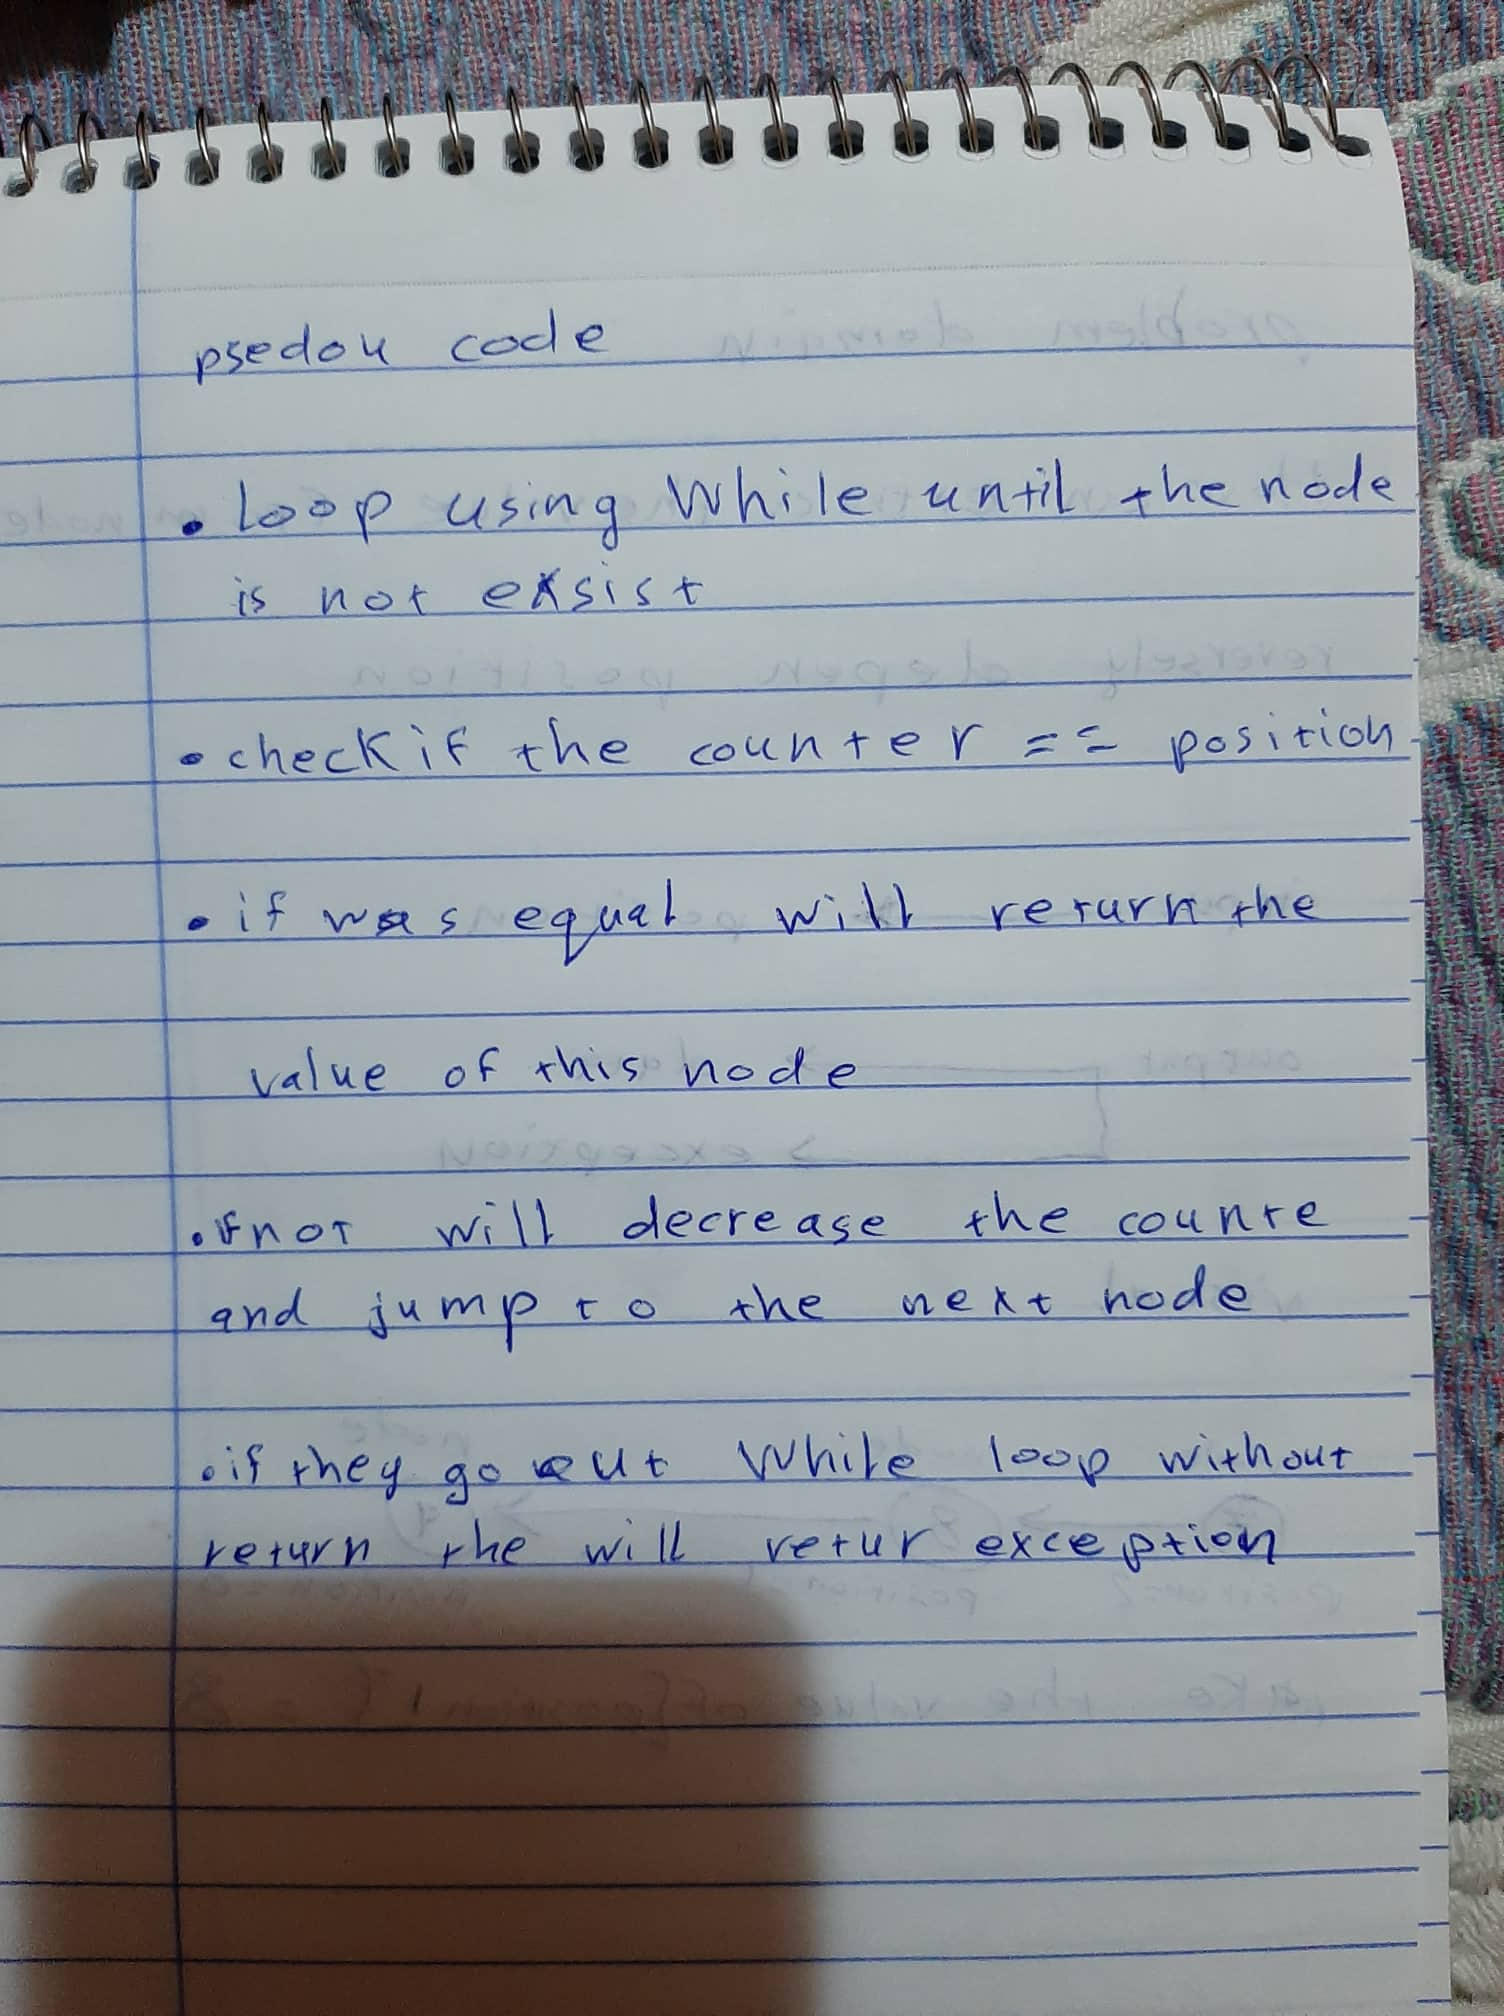 psedou code
• loop using While until the node
is not exsist
• check if the counter == position
• if was equal will return the
value of this node
• if not will decrease the counte
and jump to the next node
• if they go out While loop without
return the will retur exception